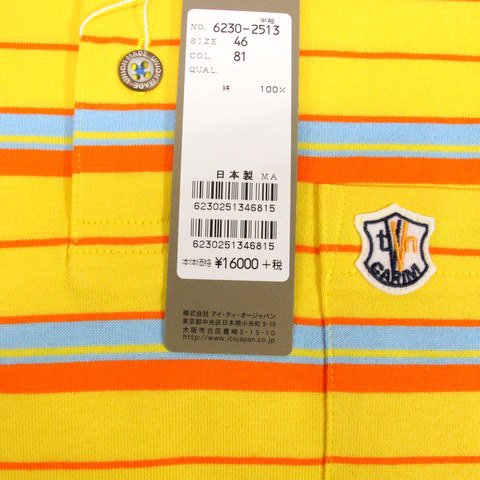 NO. 6230-2513
SIZE 46
COL. 81
QUAL.
綿 100%
日本製 MA
6230251346815
6230251346815
本体価格 ¥16000+税
株式会社 アイ・ティ・オージャパン
東京都中央区日本橋小舟町9-18
大阪市北区豊崎3-15-10
http://www.itojapan.co.jp
CARIM